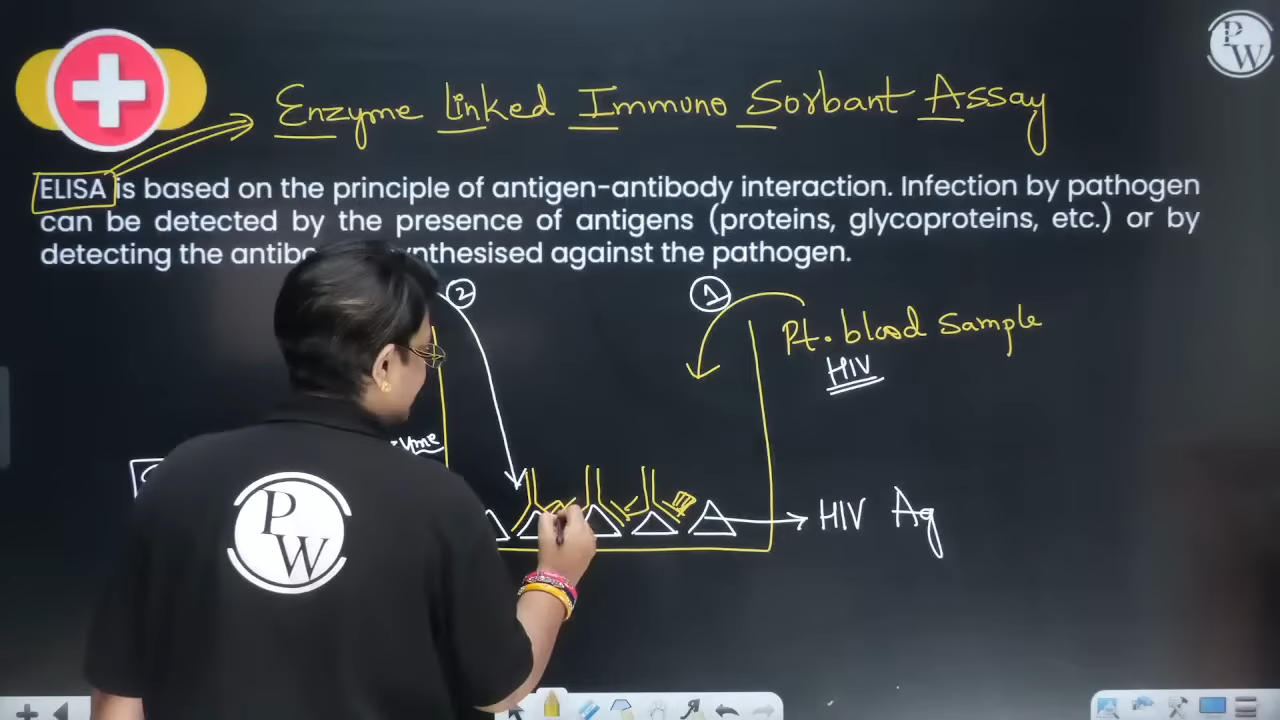 PW
Enzyme Linked Immuno Sorbant Assay
ELISA is based on the principle of antigen-antibody interaction. Infection by pathogen
can be detected by the presence of antigens (proteins, glycoproteins, etc.) or by
detecting the synthesised against the pathogen.
2
1
Pt. blood Sample
HIV
HIV Ag
PW